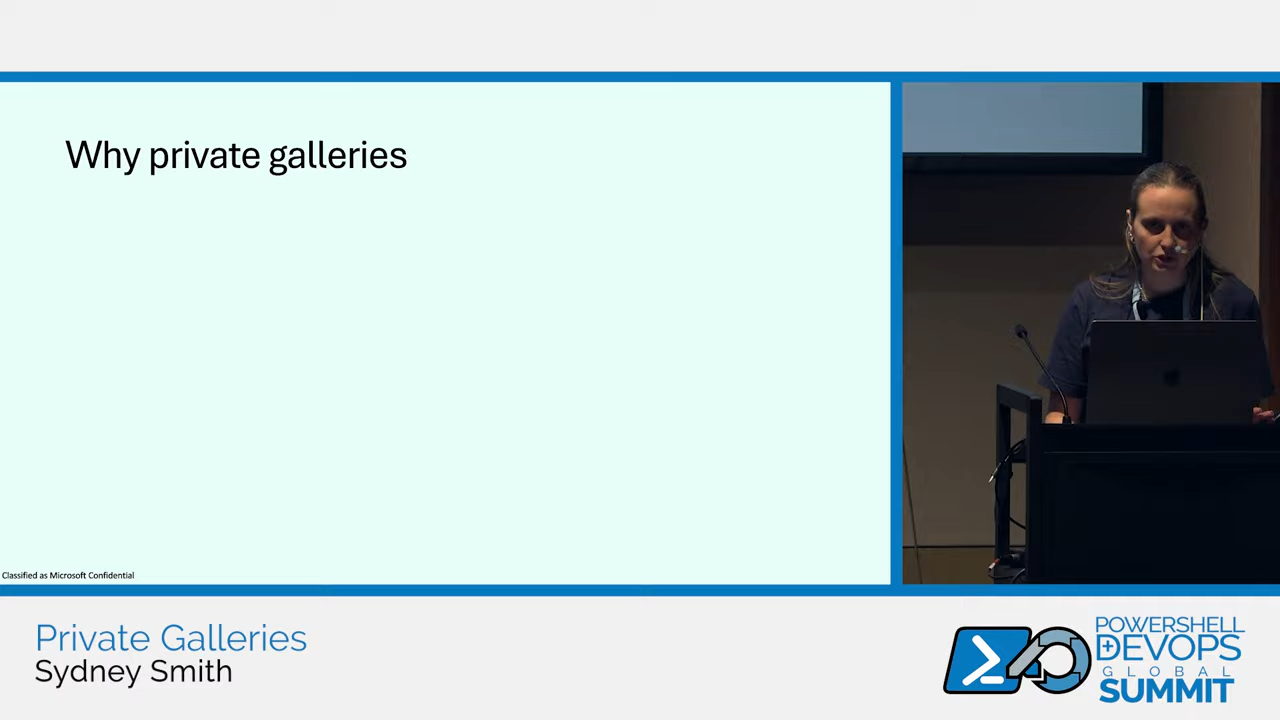 Why private galleries
Classified as Microsoft Confidential
Private Galleries
Sydney Smith
POWERSHELL
+DEVOPS
GLOBAL
SUMMIT